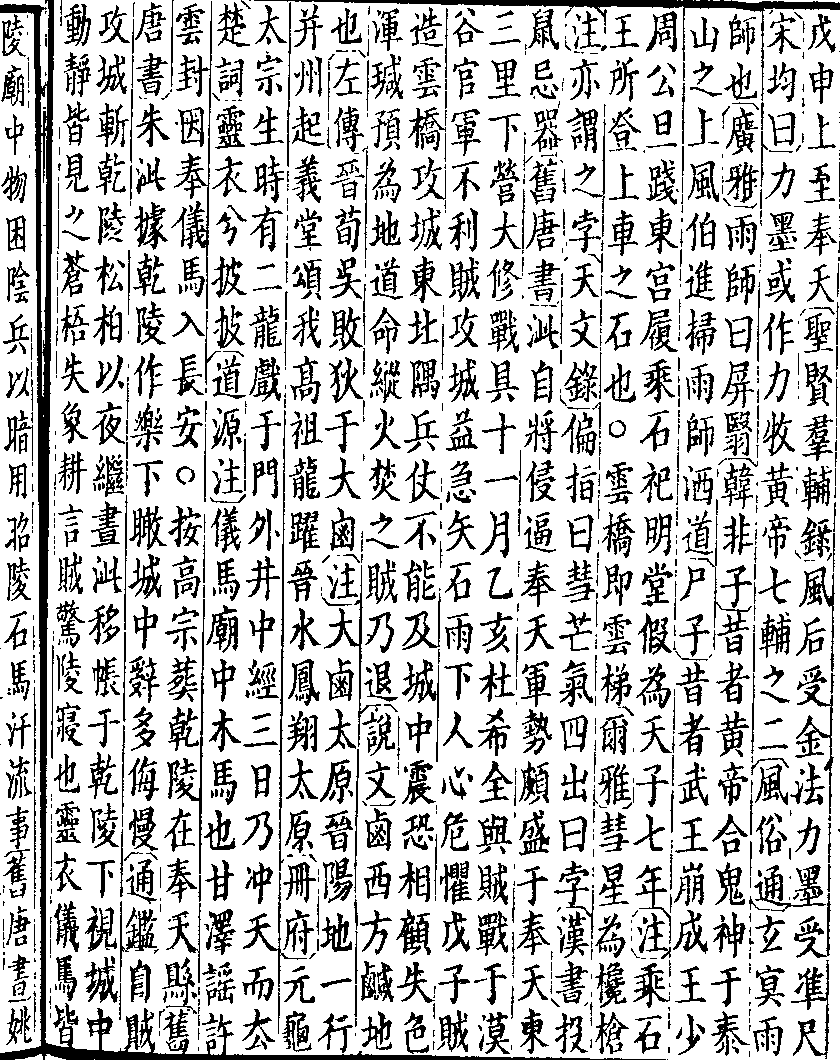 戊申上至奉天聖賢羣輔錄風后受金法力墨受準尺
宋均曰力墨或作力牧黃帝七輔之二風俗通玄冥雨
師也廣雅雨師曰屏翳韓非子昔者黃帝合鬼神于泰
山之上風伯進掃雨師洒道尸子昔者武王崩成王少
周公旦踐東宮履乘石祀明堂假為天子七年注乘石
王所登上車之石也○雲橋即雲梯爾雅彗星為欃槍
注亦謂之孛天文錄偏指曰彗芒氣四出曰孛漢書投
鼠忌器舊唐書泚自將侵逼奉天軍勢頗盛于奉天東
三里下營大修戰具十一月乙亥杜希全與賊戰于漠
谷官軍不利賊攻城益急矢石雨下人心危懼戊子賊
造雲橋攻城東北隅兵仗不能及城中震恐相顧失色
渾瑊預為地道命縱火焚之賊乃退說文鹵西方鹹地
也左傳晉荀吳敗狄于大鹵注大鹵太原晉陽地一行
并州起義堂頌我高祖龍躍晉水鳳翔太原冊府元龜
太宗生時有二龍戲于門外井中經三日乃冲天而去
楚詞靈衣兮披披道源注儀馬廟中木馬也甘澤謠許
雲封因奉儀馬入長安○按高宗葬乾陵在奉天縣舊
唐書朱泚據乾陵作樂下瞰城中辭多侮慢通鑑自賊
攻城斬乾陵松柏以夜繼晝泚移帳于乾陵下視城中
動靜皆見之蒼梧失象耕言賊驚陵寢也靈衣儀馬皆
陵廟中物困陰兵以暗用昭陵石馬汗流事舊唐書姚